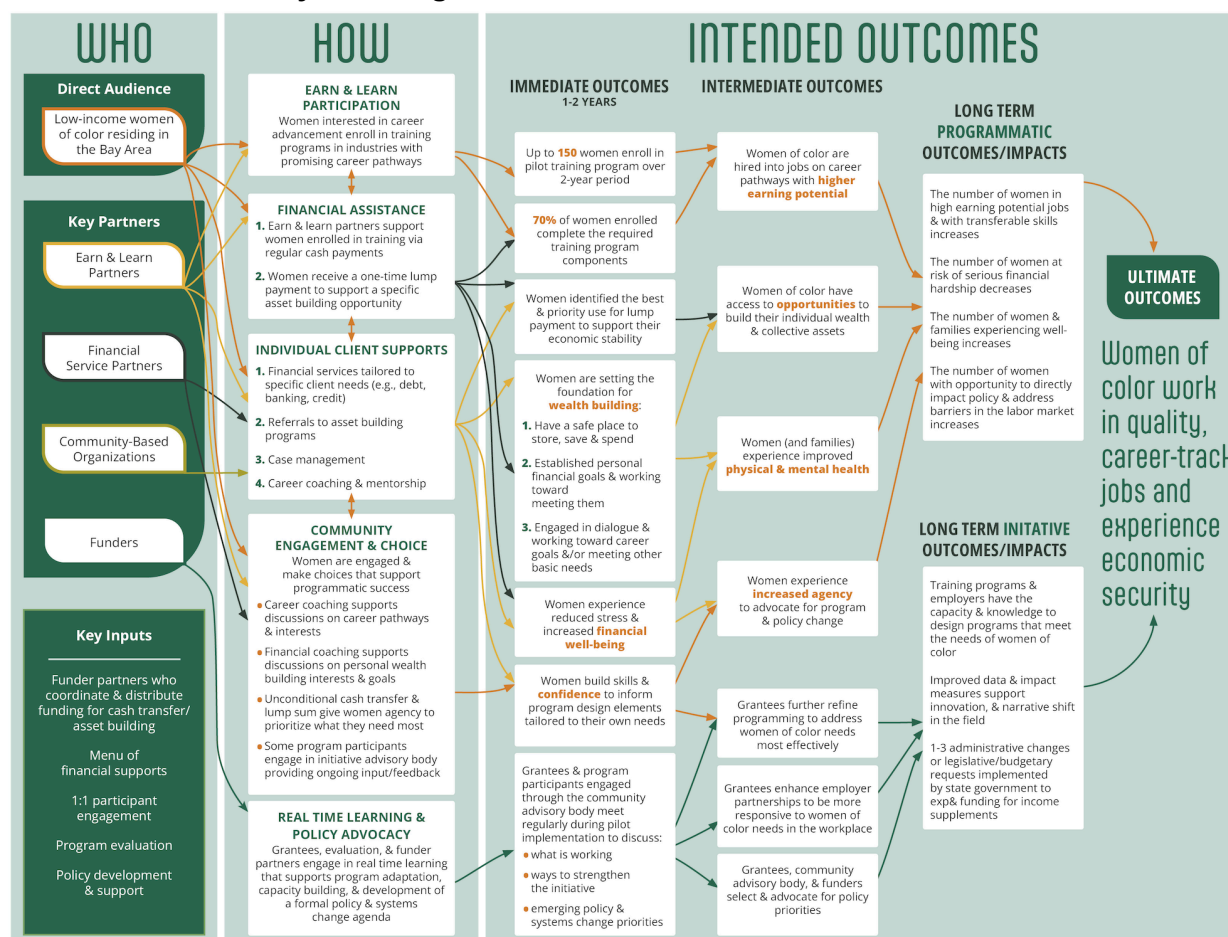 WHO
Direct Audience
Low-income women
of color residing in
the Bay Area
Key Partners
Earn & Learn
Partners
Financial
Service Partners
Community-Based
Organizations
Funders
Key Inputs
Funder partners who
coordinate & distribute
funding for cash transfer/
asset building
Menu of
financial supports
1:1 participant
engagement
Program evaluation
Policy development
& support
HOW
EARN & LEARN
PARTICIPATION
Women interested in career
advancement enroll in training
programs in industries with
promising career pathways
FINANCIAL ASSISTANCE
1. Earn & learn partners support
women enrolled in training via
regular cash payments
2. Women receive a one-time lump
payment to support a specific
asset building opportunity
INDIVIDUAL CLIENT SUPPORTS
1. Financial services tailored to
specific client needs (e.g., debt,
banking, credit)
2. Referrals to asset building
programs
3. Case management
4. Career coaching & mentorship
COMMUNITY
ENGAGEMENT & CHOICE
Women are engaged &
make choices that support
programmatic success
• Career coaching supports
discussions on career pathways
& interests
• Financial coaching supports
discussions on personal wealth
building interests & goals
• Unconditional cash transfer &
lump sum give women agency to
prioritize what they need most
• Some program participants
engage in initiative advisory body
providing ongoing input/feedback
REAL TIME LEARNING &
POLICY ADVOCACY
Grantees, evaluation, & funder
partners engage in real time learning
that supports program adaptation,
capacity building, & development of
a formal policy & systems
change agenda
INTENDED OUTCOMES
IMMEDIATE OUTCOMES
1-2 YEARS
Up to 150 women enroll in
pilot training program over
2-year period
70% of women enrolled
complete the required
training program
components
Women identified the best
& priority use for lump
payment to support their
economic stability
Women are setting the
foundation for
wealth building:
1. Have a safe place to
store, save & spend
2. Established personal
financial goals & working
toward
meeting them
3. Engaged in dialogue &
working toward career
goals &/or meeting other
basic needs
Women experience
reduced stress &
increased financial
well-being
Women build skills &
confidence to inform
program design elements
tailored to their own needs
Grantees & program
participants engaged
through the community
advisory body meet
regularly during pilot
implementation to discuss:
• what is working
• ways to strengthen
the initiative
• emerging policy &
systems change priorities
INTERMEDIATE OUTCOMES
Women of color are
hired into jobs on career
pathways with higher
earning potential
Women of color have
access to opportunities to
build their individual wealth
& collective assets
Women (and families)
experience improved
physical & mental health
Women experience
increased agency
to advocate for program
& policy change
Grantees further refine
programming to address
women of color needs
most effectively
Grantees enhance employer
partnerships to be more
responsive to women of
color needs in the workplace
Grantees, community
advisory body, & funders
select & advocate for policy
priorities
LONG TERM
PROGRAMMATIC
OUTCOMES/IMPACTS
The number of women in
high earning potential jobs
& with transferable skills
increases
The number of women at
risk of serious financial
hardship decreases
The number of women &
families experiencing well-
being increases
The number of women
with opportunity to directly
impact policy & address
barriers in the labor market
increases
LONG TERM INITATIVE
OUTCOMES/IMPACTS
Training programs &
employers have the
capacity & knowledge to
design programs that meet
the needs of women of
color
Improved data & impact
measures support
innovation, & narrative shift
in the field
1-3 administrative changes
or legislative/budgetary
requests implemented
by state government to
exp& funding for income
supplements
ULTIMATE
OUTCOMES
Women of
color work
in quality,
career-track
jobs and
experience
economic
security